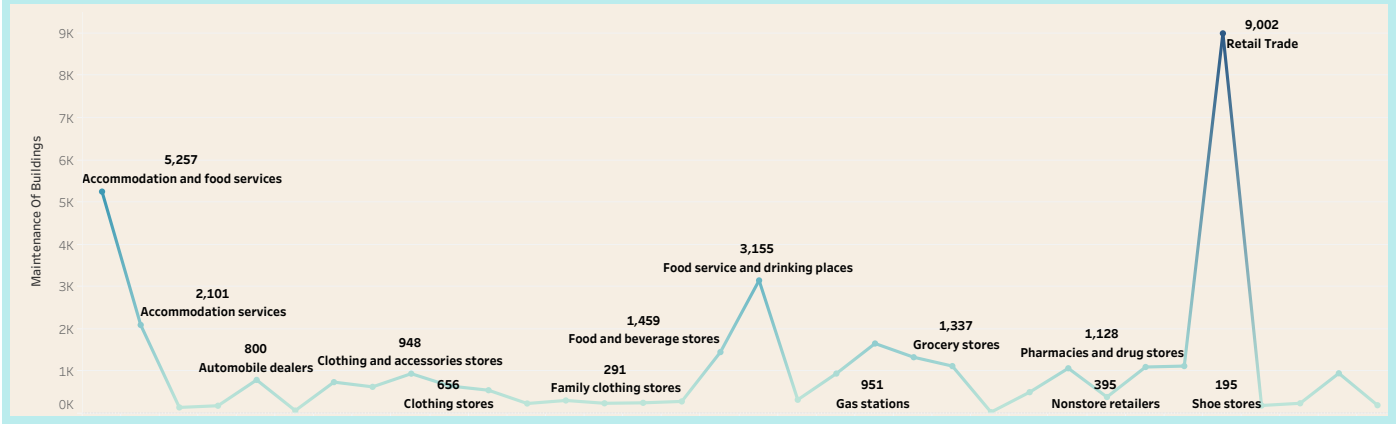 Maintenance Of Buildings
9K
8K
7K
6K
5K
4K
3K
2K
1K
0K
5,257
Accommodation and food services
2,101
Accommodation services
800
Automobile dealers
948
Clothing and accessories stores
656
Clothing stores
1,459
Food and beverage stores
291
Family clothing stores
3,155
Food service and drinking places
951
Gas stations
1,337
Grocery stores
1,128
Pharmacies and drug stores
395
Nonstore retailers
9,002
Retail Trade
195
Shoe stores